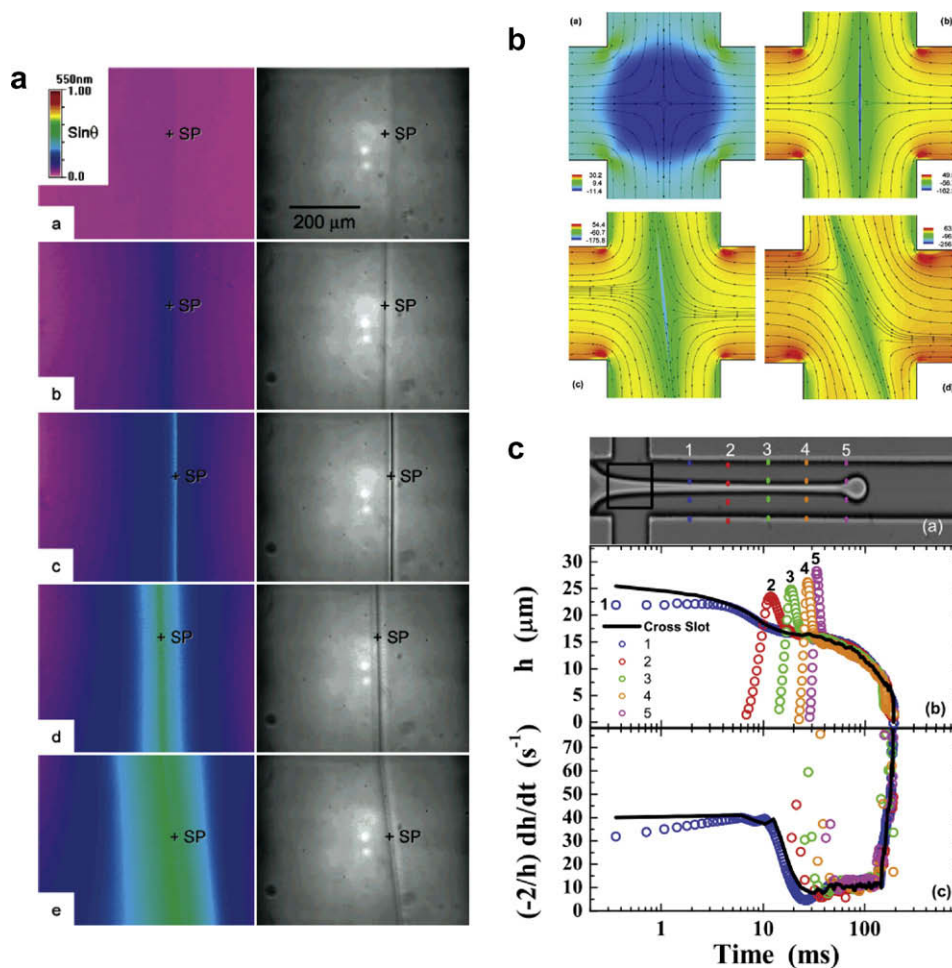 a
550nm
1.00
Sinθ
0.0
+ SP
a
+ SP
200 μm
+ SP
b
+ SP
+ SP
c
+ SP
+ SP
d
+ SP
+ SP
e
+ SP
b
(a)
30.2
9.4
-11.4
(b)
(c)
54.4
-60.7
-175.8
(d)
c
1 2 3 4 5
(a)
30
25
20
15
10
5
0
h (μm)
1
2
3
4
5
Cross Slot
1
2
3
4
5
(b)
70
60
50
40
30
20
10
0
(-2/h) dh/dt (s⁻¹)
(c)
1 10 100
Time (ms)